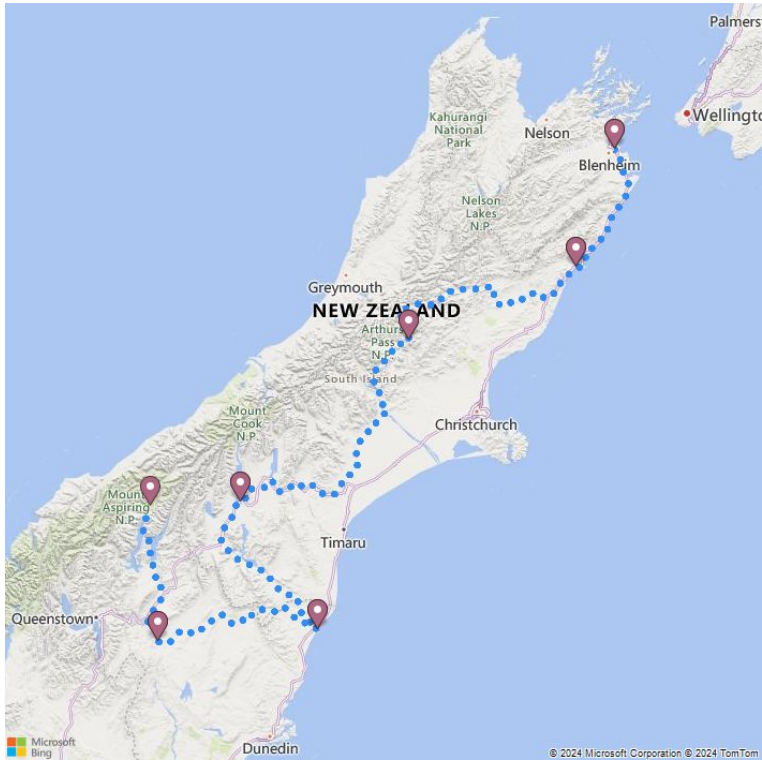 Palmerst
Kahurangi
National
Park
Nelson
Wellingto
Blenheim
Nelson
Lakes
N.P.
Greymouth
NEW ZEALAND
Arthur's
Pass
N.P.
South Island
Mount
Cook
N.P.
Christchurch
Mount
Aspiring
N.P.
Timaru
Queenstown
Dunedin
Microsoft
Bing
© 2024 Microsoft Corporation © 2024 TomTom